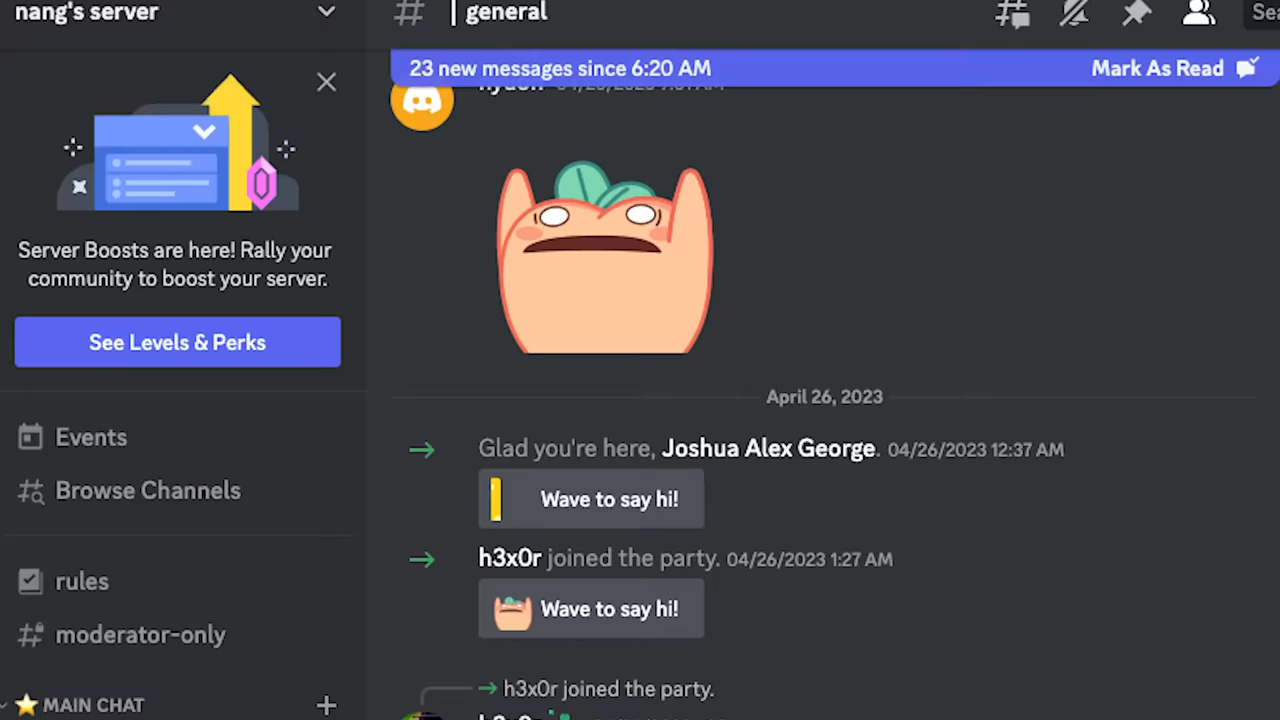 nang's server
general
Sea
23 new messages since 6:20 AM
Mark As Read
Server Boosts are here! Rally your
community to boost your server.
See Levels & Perks
Events
Browse Channels
rules
moderator-only
MAIN CHAT
April 26, 2023
Glad you're here, Joshua Alex George. 04/26/2023 12:37 AM
Wave to say hi!
h3x0r joined the party. 04/26/2023 1:27 AM
Wave to say hi!
h3x0r joined the party.